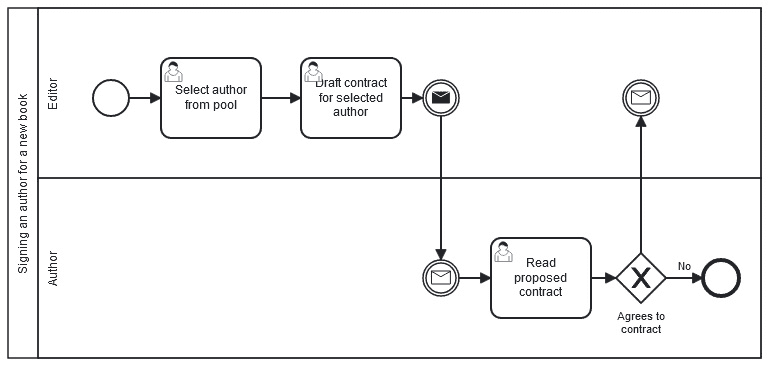 Signing an author for a new book
Editor
Select author
from pool
Draft contract
for selected
author
Author
Read
proposed
contract
No
Agrees to
contract